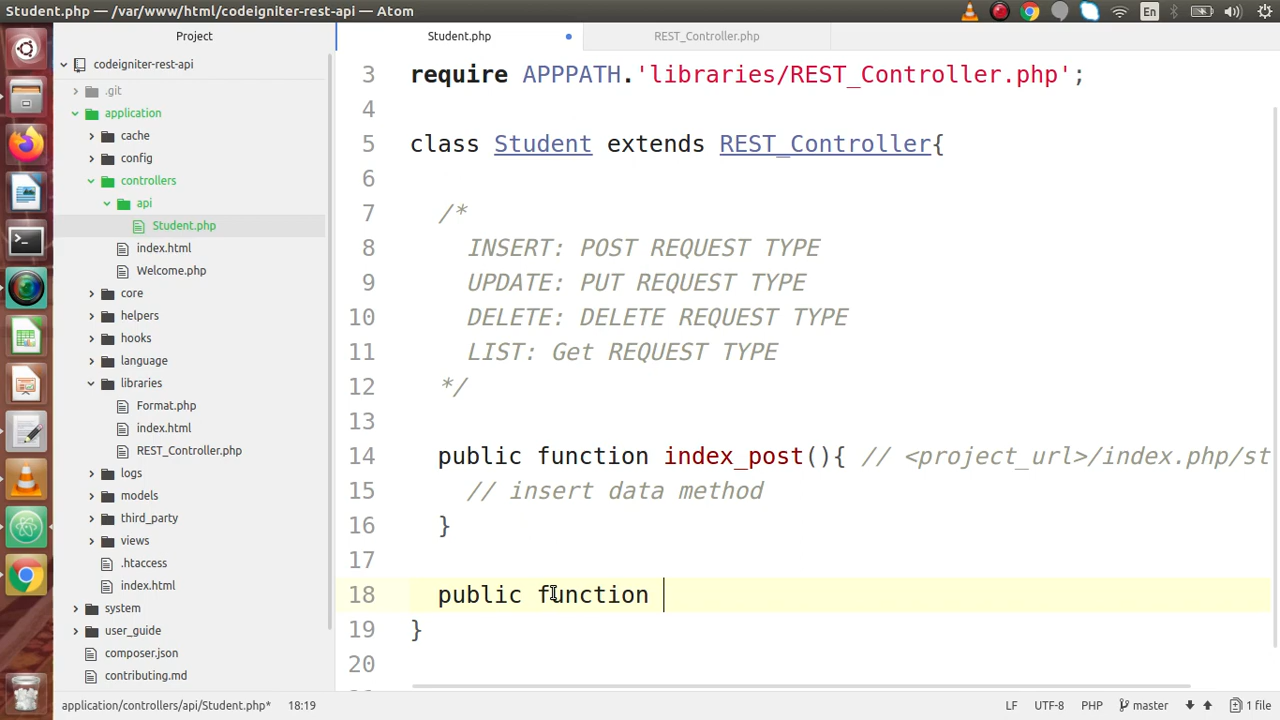 Student.php — /var/www/html/codeigniter-rest-api — Atom
En
Project
codeigniter-rest-api
.git
application
cache
config
controllers
api
Student.php
index.html
Welcome.php
core
helpers
hooks
language
libraries
Format.php
index.html
REST_Controller.php
logs
models
third_party
views
.htaccess
index.html
system
user_guide
composer.json
contributing.md
Student.php
REST_Controller.php
3 require APPPATH.'libraries/REST_Controller.php';
4
5 class Student extends REST_Controller{
6
7 /*
8 INSERT: POST REQUEST TYPE
9 UPDATE: PUT REQUEST TYPE
10 DELETE: DELETE REQUEST TYPE
11 LIST: Get REQUEST TYPE
12 */
13
14 public function index_post(){ // <project_url>/index.php/st
15 // insert data method
16 }
17
18 public function
19 }
20
application/controllers/api/Student.php* 18:19
LF UTF-8 PHP master 1 file